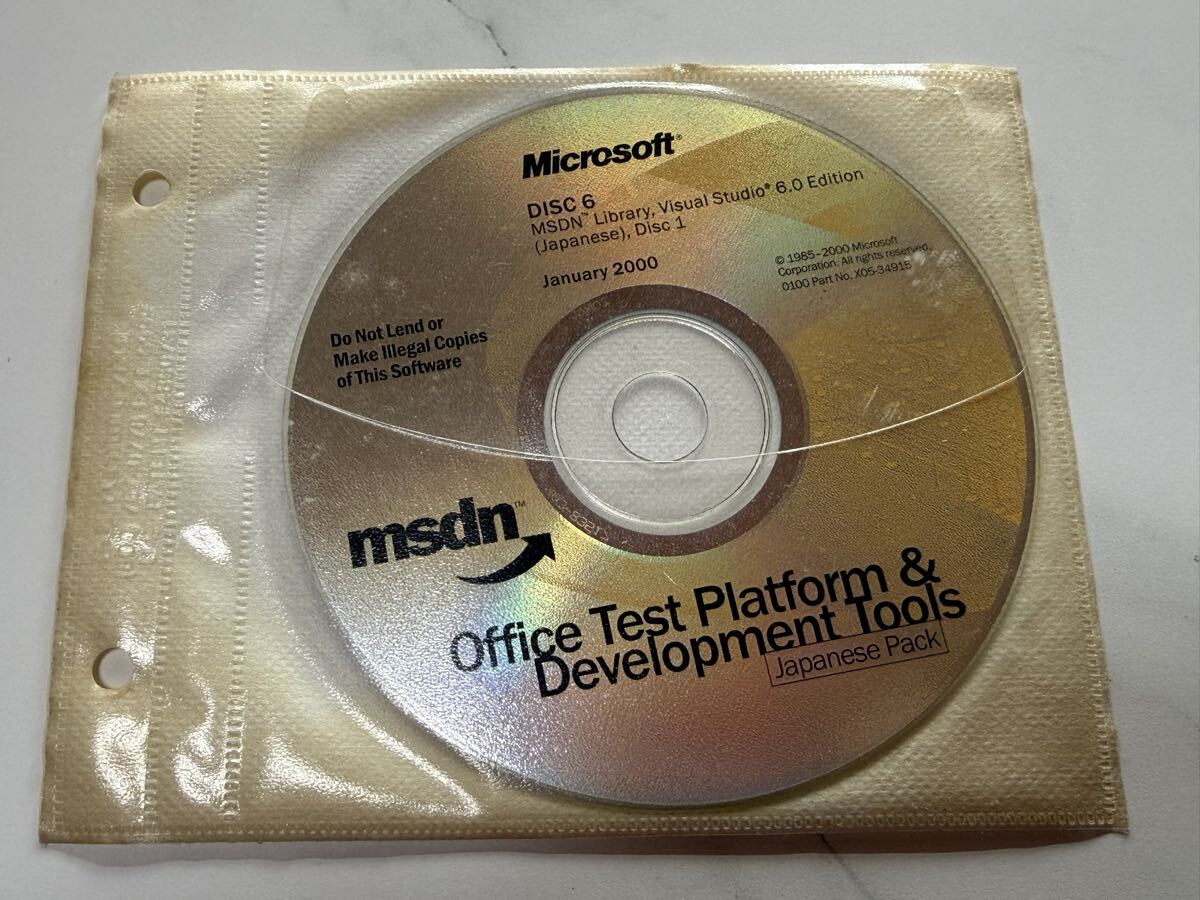 Microsoft®
DISC 6
MSDN™ Library, Visual Studio® 6.0 Edition
(Japanese), Disc 1
January 2000
© 1985–2000 Microsoft
Corporation. All rights reserved.
0100 Part No. X05-34915
Do Not Lend or
Make Illegal Copies
of This Software
msdn™
Office Test Platform &
Development Tools
Japanese Pack